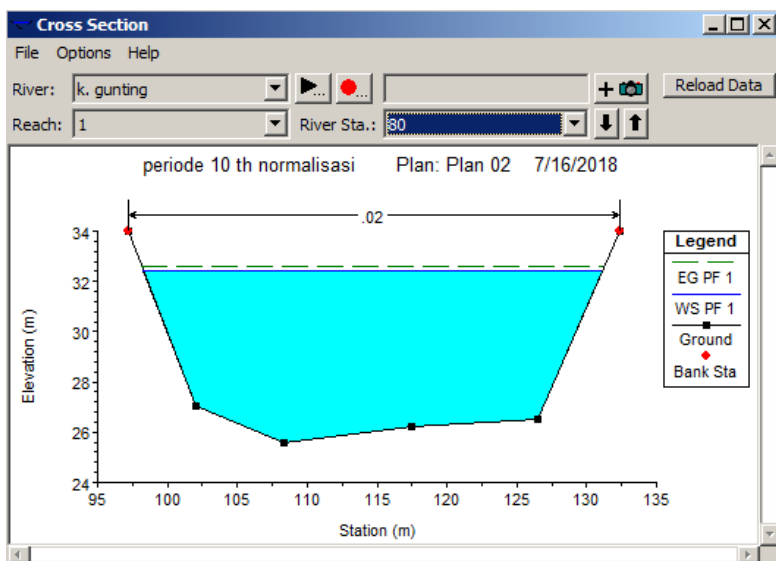 Cross Section
File Options Help
River: k. gunting Reload Data
Reach: 1 River Sta.: 80
periode 10 th normalisasi Plan: Plan 02 7/16/2018
.02
Legend
EG PF 1
WS PF 1
Ground
Bank Sta
Elevation (m)
34
32
30
28
26
24
95 100 105 110 115 120 125 130 135
Station (m)